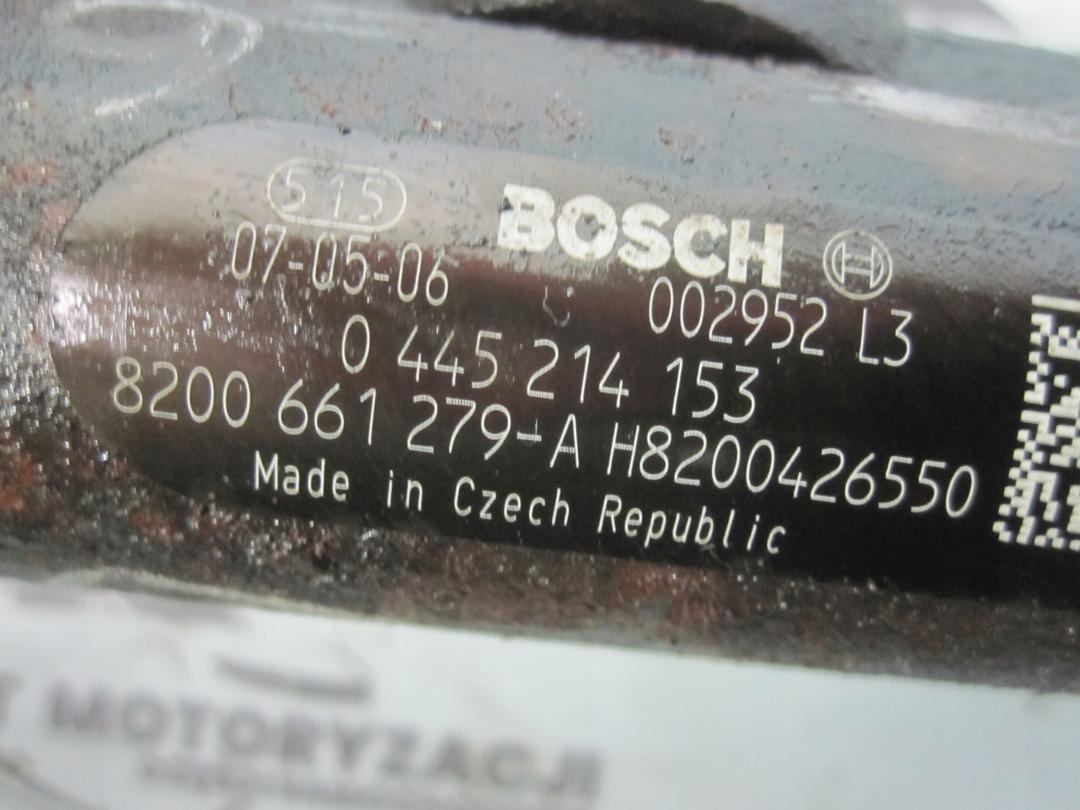 515 BOSCH
07-05-06 002952 L3
0 445 214 153
8200 661 279-A H8200426550
Made in Czech Republic
MOTORYZACJI